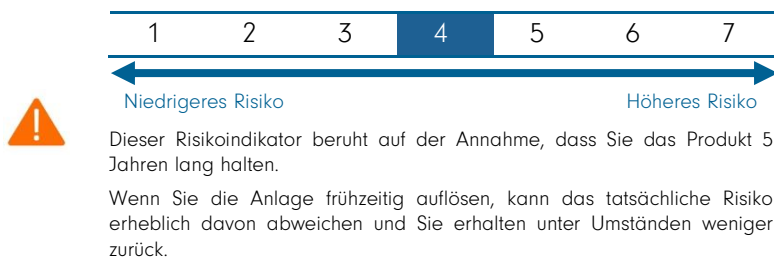 1 2 3 4 5 6 7
Niedrigeres Risiko Höheres Risiko
Dieser Risikoindikator beruht auf der Annahme, dass Sie das Produkt 5
Jahren lang halten.
Wenn Sie die Anlage frühzeitig auflösen, kann das tatsächliche Risiko
erheblich davon abweichen und Sie erhalten unter Umständen weniger
zurück.